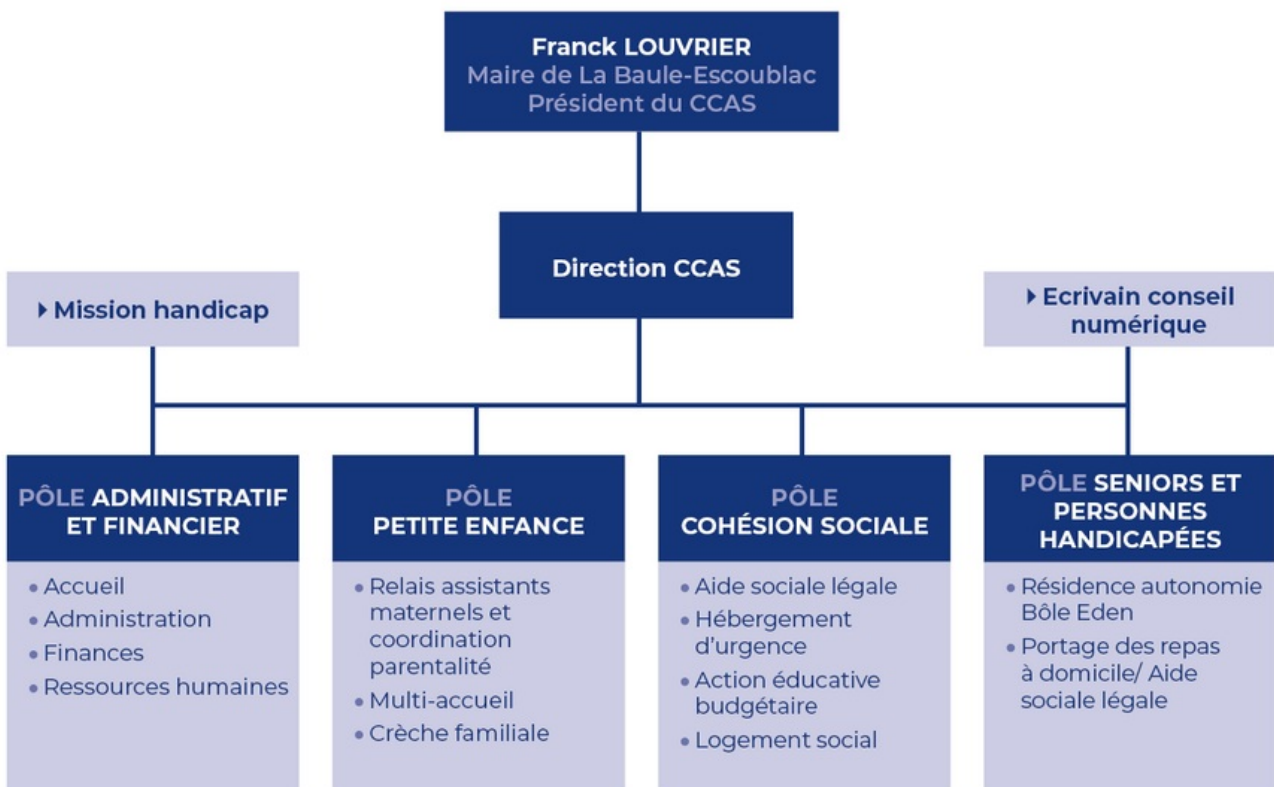 Franck LOUVRIER
Maire de La Baule-Escoublac
Président du CCAS
Direction CCAS
Mission handicap
Ecrivain conseil
numérique
PÔLE ADMINISTRATIF
ET FINANCIER
• Accueil
• Administration
• Finances
• Ressources humaines
PÔLE
PETITE ENFANCE
• Relais assistants
maternels et
coordination
parentalité
• Multi-accueil
• Crèche familiale
PÔLE
COHÉSION SOCIALE
• Aide sociale légale
• Hébergement
d'urgence
• Action éducative
budgétaire
• Logement social
PÔLE SENIORS ET
PERSONNES
HANDICAPÉES
• Résidence autonomie
Bôle Eden
• Portage des repas
à domicile/ Aide
sociale légale